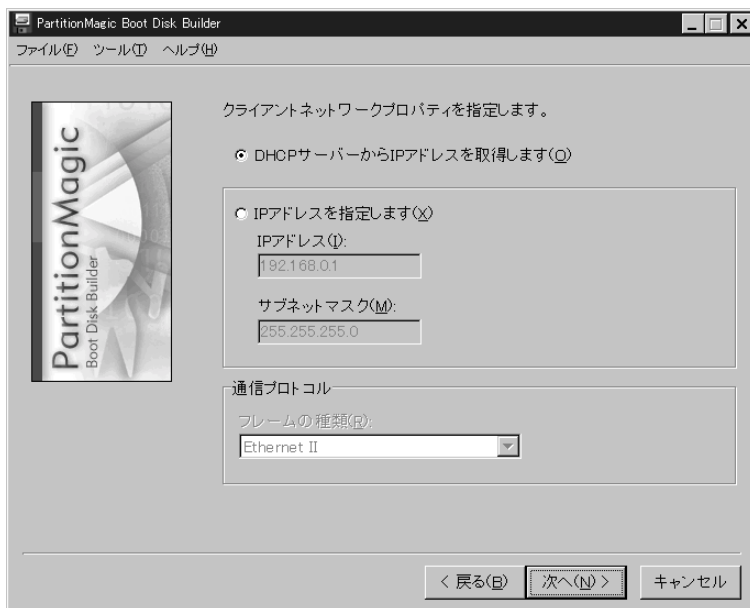 PartitionMagic Boot Disk Builder
ファイル(F) ツール(T) ヘルプ(H)
PartitionMagic
Boot Disk Builder
クライアントネットワークプロパティを指定します。
DHCPサーバーからIPアドレスを取得します(O)
IPアドレスを指定します(X)
IPアドレス(I):
192.168.0.1
サブネットマスク(M):
255.255.255.0
通信プロトコル
フレームの種類(R):
Ethernet II
< 戻る(B) 次へ(N) > キャンセル